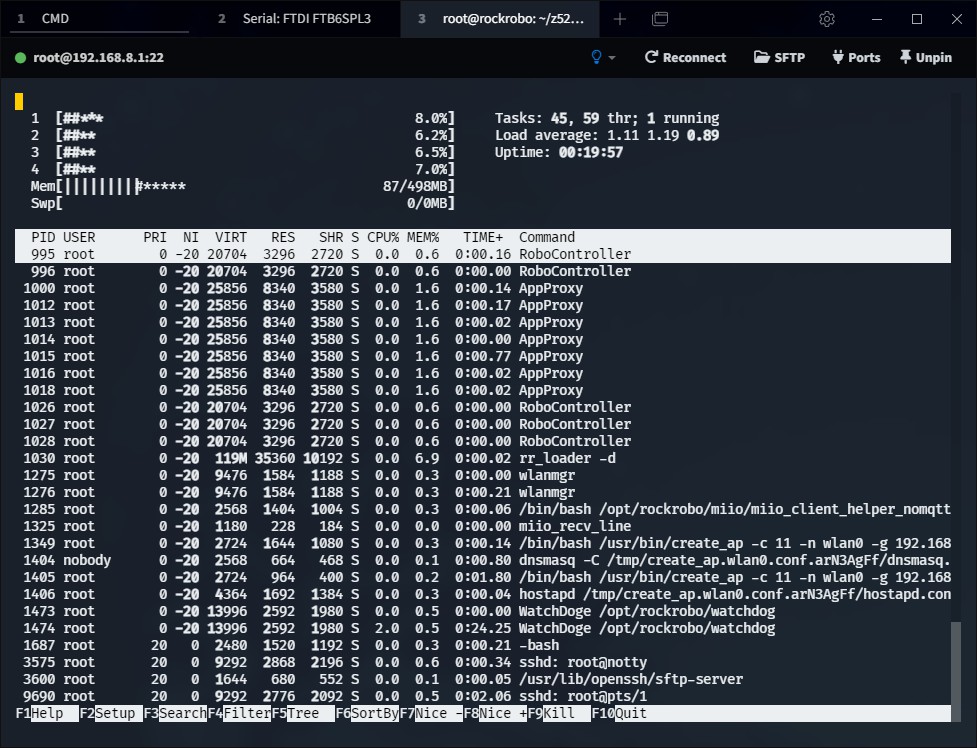 1 CMD 2 Serial: FTDI FTB6SPL3 3 root@rockrobo: ~/z52...
root@192.168.8.1:22 Reconnect SFTP Ports Unpin
1 [##*** 8.0%] Tasks: 45, 59 thr; 1 running
2 [##** 6.2%] Load average: 1.11 1.19 0.89
3 [##** 6.5%] Uptime: 00:19:57
4 [##** 7.0%]
Mem[|||||||||#***** 87/498MB]
Swp[ 0/0MB]
PID USER PRI NI VIRT RES SHR S CPU% MEM% TIME+ Command
995 root 0 -20 20704 3296 2720 S 0.0 0.6 0:00.16 RoboController
996 root 0 -20 20704 3296 2720 S 0.0 0.6 0:00.00 RoboController
1000 root 0 -20 25856 8340 3580 S 0.0 1.6 0:00.14 AppProxy
1012 root 0 -20 25856 8340 3580 S 0.0 1.6 0:00.17 AppProxy
1013 root 0 -20 25856 8340 3580 S 0.0 1.6 0:00.02 AppProxy
1014 root 0 -20 25856 8340 3580 S 0.0 1.6 0:00.00 AppProxy
1015 root 0 -20 25856 8340 3580 S 0.0 1.6 0:00.77 AppProxy
1016 root 0 -20 25856 8340 3580 S 0.0 1.6 0:00.02 AppProxy
1018 root 0 -20 25856 8340 3580 S 0.0 1.6 0:00.02 AppProxy
1026 root 0 -20 20704 3296 2720 S 0.0 0.6 0:00.00 RoboController
1027 root 0 -20 20704 3296 2720 S 0.0 0.6 0:00.00 RoboController
1028 root 0 -20 20704 3296 2720 S 0.0 0.6 0:00.00 RoboController
1030 root 0 -20 119M 35360 10192 S 0.0 6.9 0:00.02 rr_loader -d
1275 root 0 -20 9476 1584 1188 S 0.0 0.3 0:00.00 wlanmgr
1276 root 0 -20 9476 1584 1188 S 0.0 0.3 0:00.21 wlanmgr
1285 root 0 -20 2568 1404 1004 S 0.0 0.3 0:00.06 /bin/bash /opt/rockrobo/miio/miio_client_helper_nomqtt
1325 root 0 -20 1180 228 184 S 0.0 0.0 0:00.00 miio_recv_line
1349 root 0 -20 2724 1644 1080 S 0.0 0.3 0:00.14 /bin/bash /usr/bin/create_ap -c 11 -n wlan0 -g 192.168
1404 nobody 0 -20 2568 664 468 S 0.0 0.1 0:00.80 dnsmasq -C /tmp/create_ap.wlan0.conf.arN3AgFf/dnsmasq.
1405 root 0 -20 2724 964 400 S 0.0 0.2 0:01.80 /bin/bash /usr/bin/create_ap -c 11 -n wlan0 -g 192.168
1406 root 0 -20 4364 1692 1384 S 0.0 0.3 0:00.04 hostapd /tmp/create_ap.wlan0.conf.arN3AgFf/hostapd.con
1473 root 0 -20 13996 2592 1980 S 0.0 0.5 0:00.00 WatchDoge /opt/rockrobo/watchdog
1474 root 0 -20 13996 2592 1980 S 2.0 0.5 0:24.25 WatchDoge /opt/rockrobo/watchdog
1687 root 20 0 2480 1520 1192 S 0.0 0.3 0:00.21 -bash
3575 root 20 0 9292 2868 2196 S 0.0 0.6 0:00.34 sshd: root@notty
3600 root 20 0 1644 680 552 S 0.0 0.1 0:00.05 /usr/lib/openssh/sftp-server
9690 root 20 0 9292 2776 2092 S 0.0 0.5 0:02.06 sshd: root@pts/1
F1Help F2Setup F3SearchF4FilterF5Tree F6SortByF7Nice -F8Nice +F9Kill F10Quit